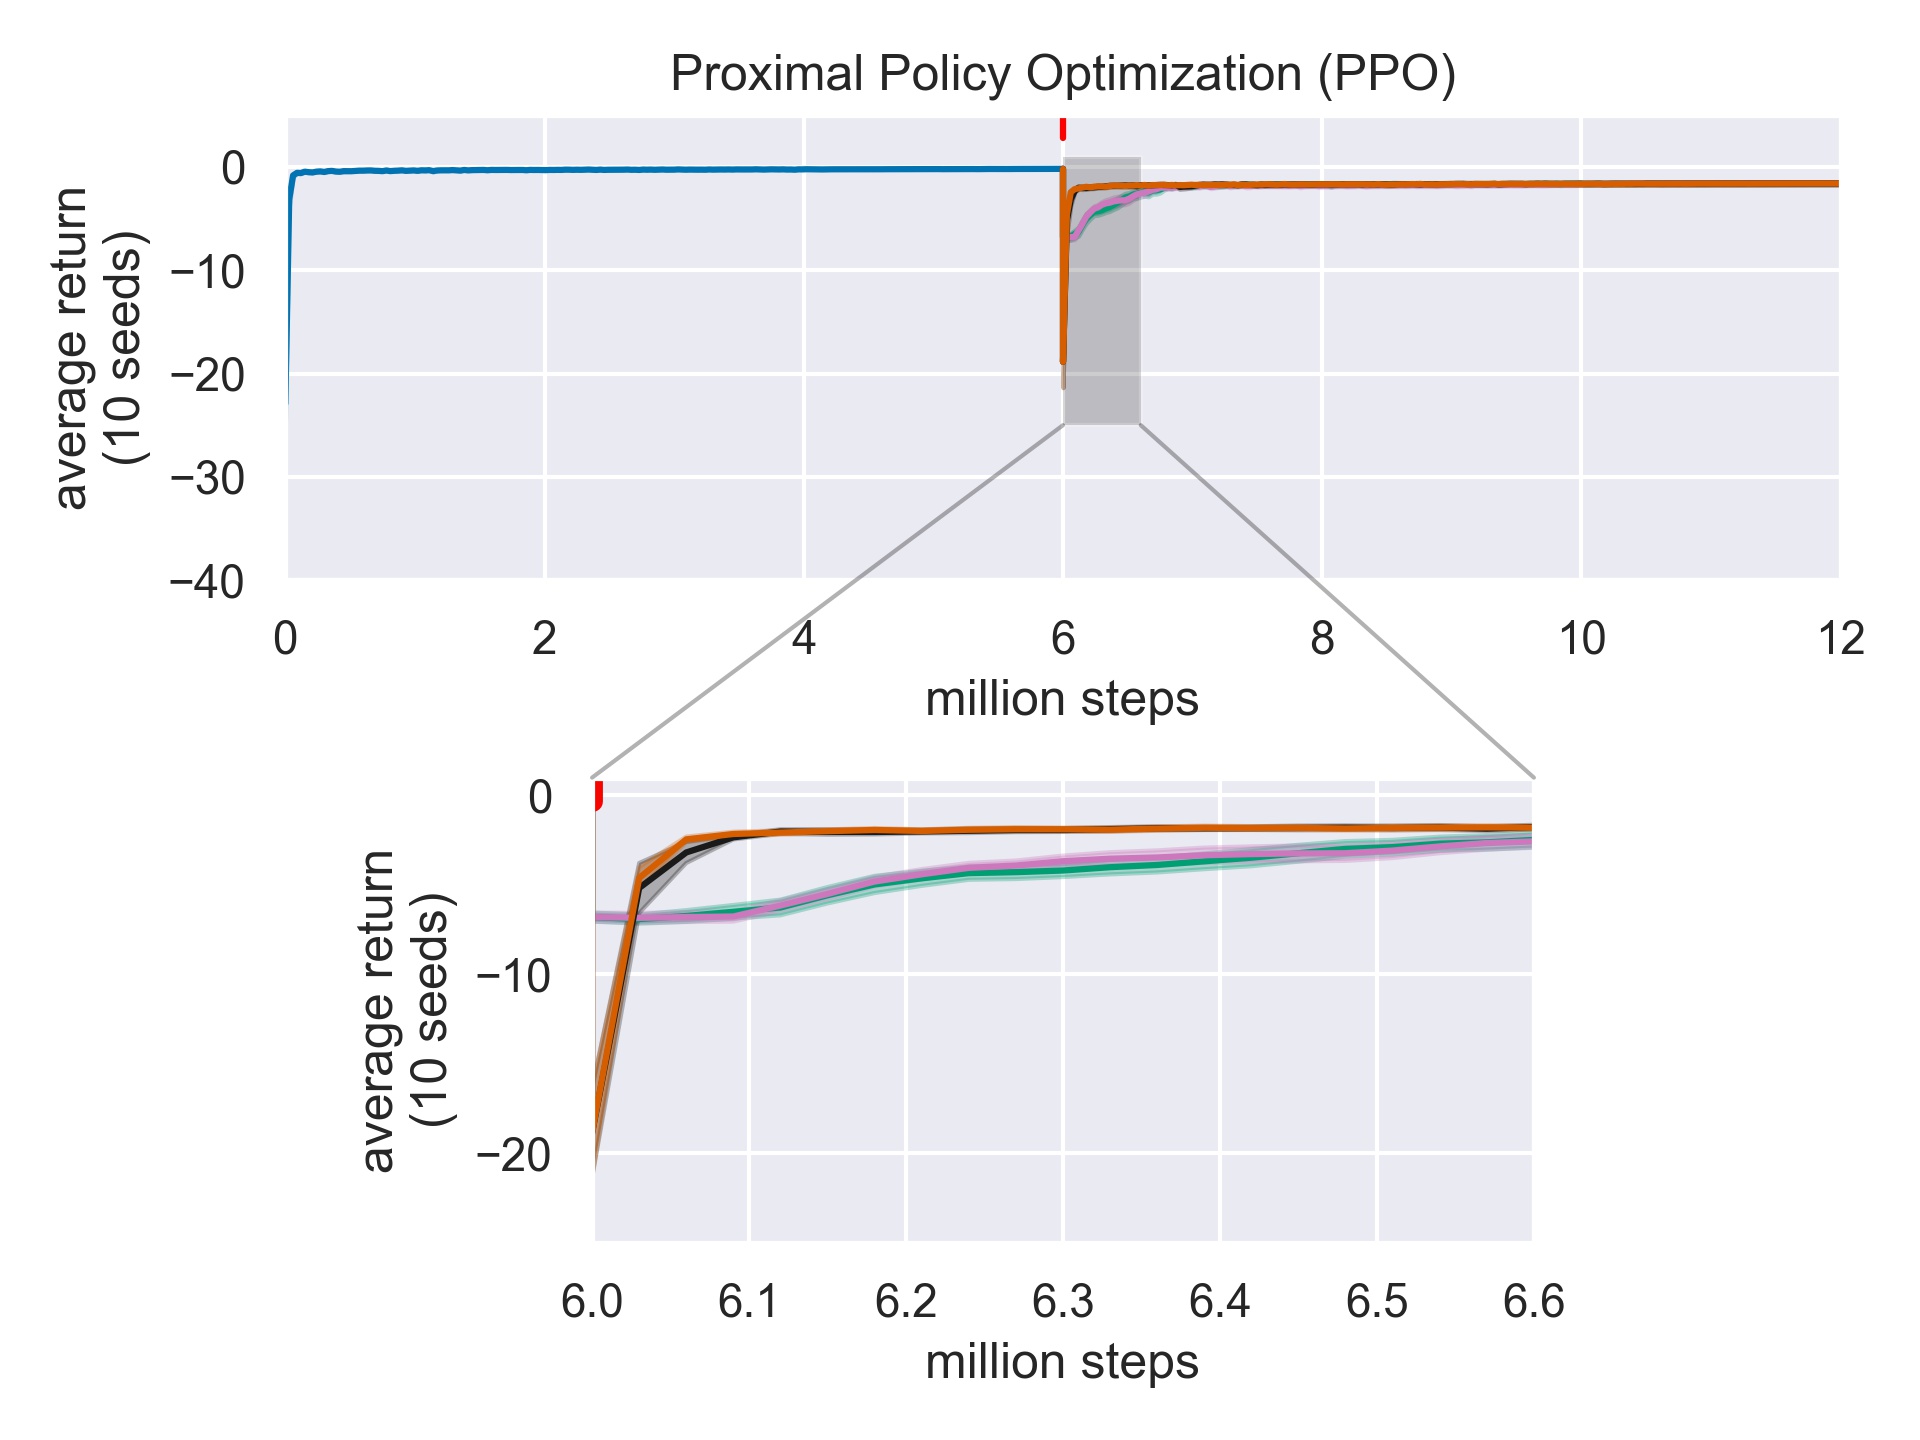 Proximal Policy Optimization (PPO)
average return
(10 seeds)
0
−10
−20
−30
−40
0 2 4 6 8 10 12
million steps
average return
(10 seeds)
0
−10
−20
6.0 6.1 6.2 6.3 6.4 6.5 6.6
million steps